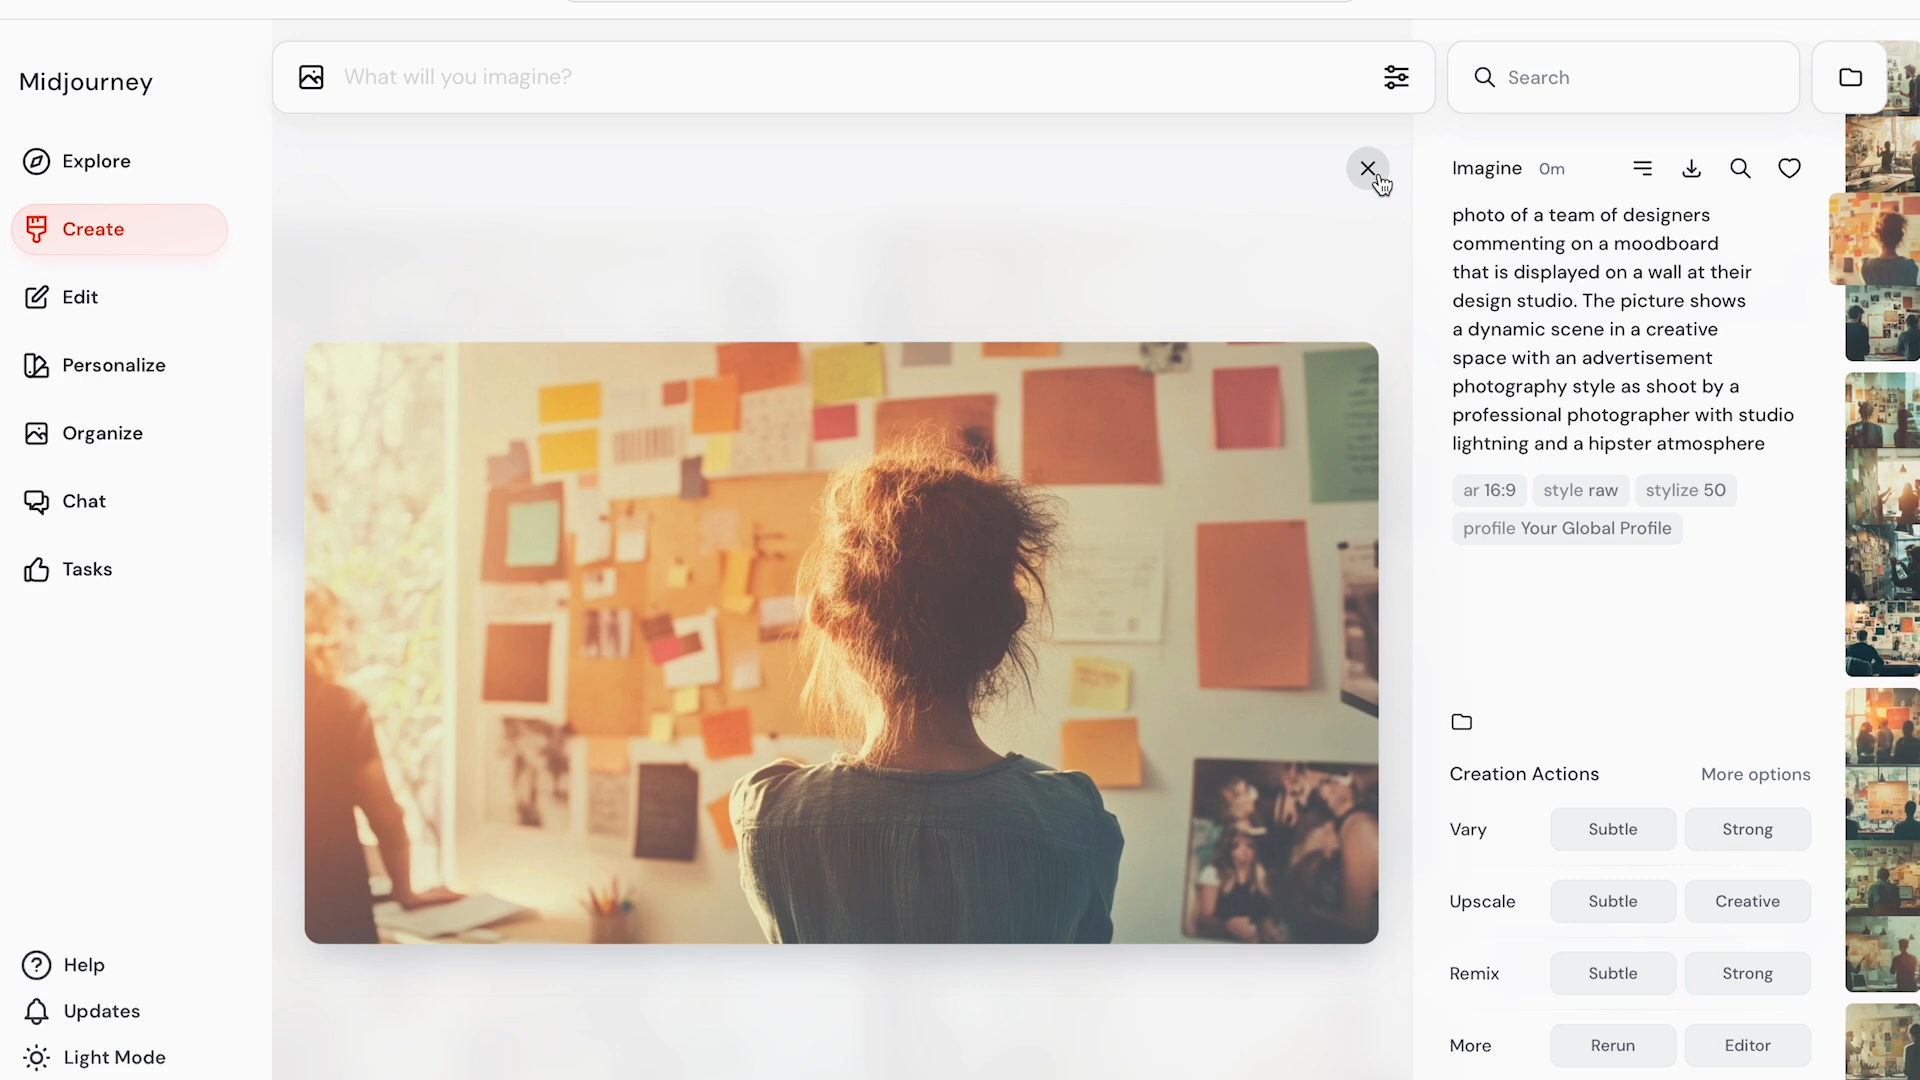 Midjourney
Explore
Create
Edit
Personalize
Organize
Chat
Tasks
Help
Updates
Light Mode
What will you imagine?
Search
Imagine 0m
photo of a team of designers
commenting on a moodboard
that is displayed on a wall at their
design studio. The picture shows
a dynamic scene in a creative
space with an advertisement
photography style as shoot by a
professional photographer with studio
lightning and a hipster atmosphere
ar 16:9 style raw stylize 50
profile Your Global Profile
Creation Actions More options
Vary Subtle Strong
Upscale Subtle Creative
Remix Subtle Strong
More Rerun Editor